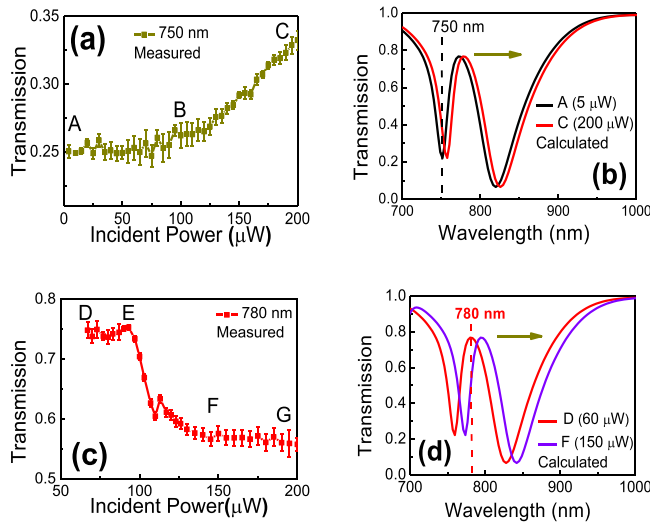 (a)
750 nm
Measured
A
B
C
0.35
0.30
0.25
Transmission
0 50 100 150 200
Incident Power (μW)
750 nm
1.0
0.8
0.6
0.4
0.2
0.0
Transmission
A (5 μW)
C (200 μW)
Calculated
(b)
700 800 900 1000
Wavelength (nm)
D
E
F
G
780 nm
Measured
0.8
0.7
0.6
0.5
Transmission
(c)
50 100 150 200
Incident Power(μW)
780 nm
1.0
0.8
0.6
0.4
0.2
0.0
Transmission
D (60 μW)
F (150 μW)
Calculated
(d)
700 800 900 1000
Wavelength (nm)